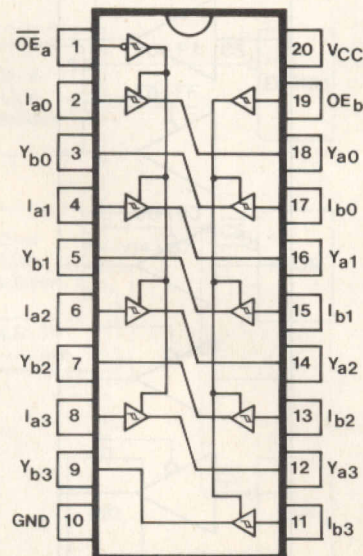 OEa 1 20 VCC
Ia0 2 19 OEb
Yb0 3 18 Ya0
Ia1 4 17 Ib0
Yb1 5 16 Ya1
Ia2 6 15 Ib1
Yb2 7 14 Ya2
Ia3 8 13 Ib2
Yb3 9 12 Ya3
GND 10 11 Ib3